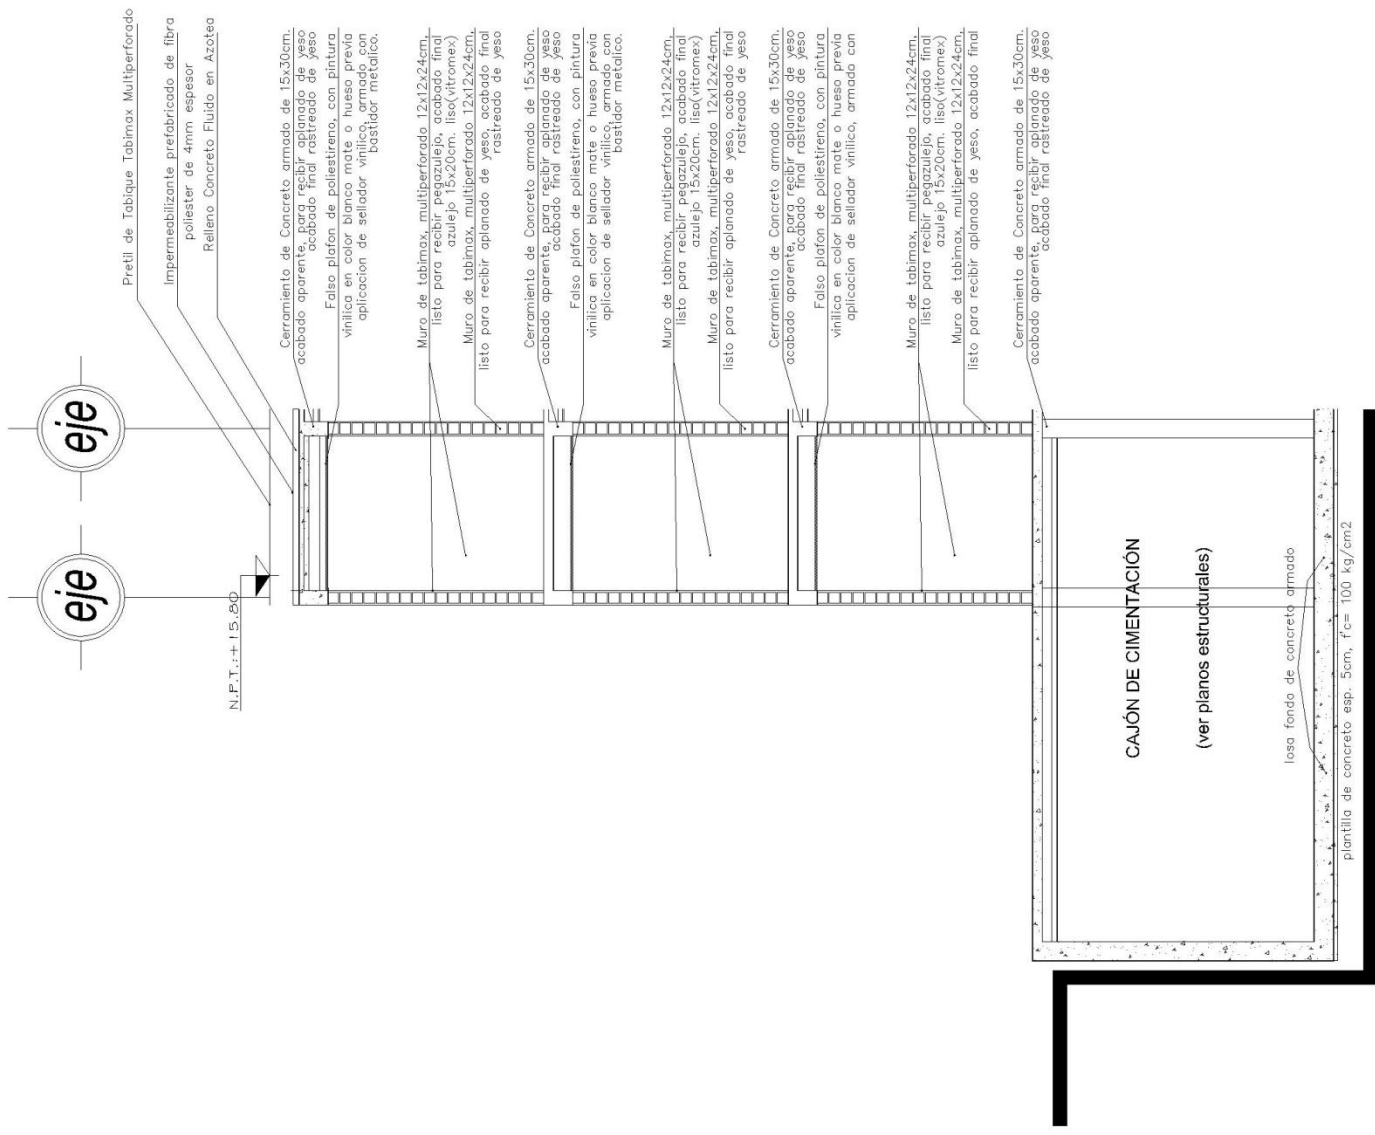 Pretil de Tabique Tabimax Multiperforado
Impermeabilizante prefabricado de fibra
poliester de 4mm espesor
Relleno Concreto Fluido en Azotea
Cerramiento de Concreto armado de 15x30cm.
acabado aparente, para recibir aplanado de yeso
acabado final rastreado de yeso
Falso plafon de poliestireno, con pintura
vinilica en color blanco mate o hueso previa
aplicacion de sellador vinilico, armado con
bastidor metalico.
Muro de tabimax, multiperforado 12x12x24cm,
listo para recibir pegazulejo, acabado final
azulejo 15x20cm. liso(vitromex)
Muro de tabimax, multiperforado 12x12x24cm,
listo para recibir aplanado de yeso, acabado final
rastreado de yeso
Cerramiento de Concreto armado de 15x30cm.
acabado aparente, para recibir aplanado de yeso
acabado final rastreado de yeso
Falso plafon de poliestireno, con pintura
vinilica en color blanco mate o hueso previa
aplicacion de sellador vinilico, armado con
bastidor metalico.
Muro de tabimax, multiperforado 12x12x24cm,
listo para recibir pegazulejo, acabado final
azulejo 15x20cm. liso(vitromex)
Muro de tabimax, multiperforado 12x12x24cm,
listo para recibir aplanado de yeso, acabado final
rastreado de yeso
Cerramiento de Concreto armado de 15x30cm.
acabado aparente, para recibir aplanado de yeso
acabado final rastreado de yeso
Falso plafon de poliestireno, con pintura
vinilica en color blanco mate o hueso previa
aplicacion de sellador vinilico, armado con
Muro de tabimax, multiperforado 12x12x24cm,
listo para recibir pegazulejo, acabado final
azulejo 15x20cm. liso(vitromex)
Muro de tabimax, multiperforado 12x12x24cm,
listo para recibir aplanado de yeso, acabado final
Cerramiento de Concreto armado de 15x30cm.
acabado aparente, para recibir aplanado de yeso
acabado final rastreado de yeso
eje
eje
N.P.T.:+15.80
CAJÓN DE CIMENTACIÓN
(ver planos estructurales)
losa fondo de concreto armado
plantilla de concreto esp. 5cm, f'c= 100 kg/cm2